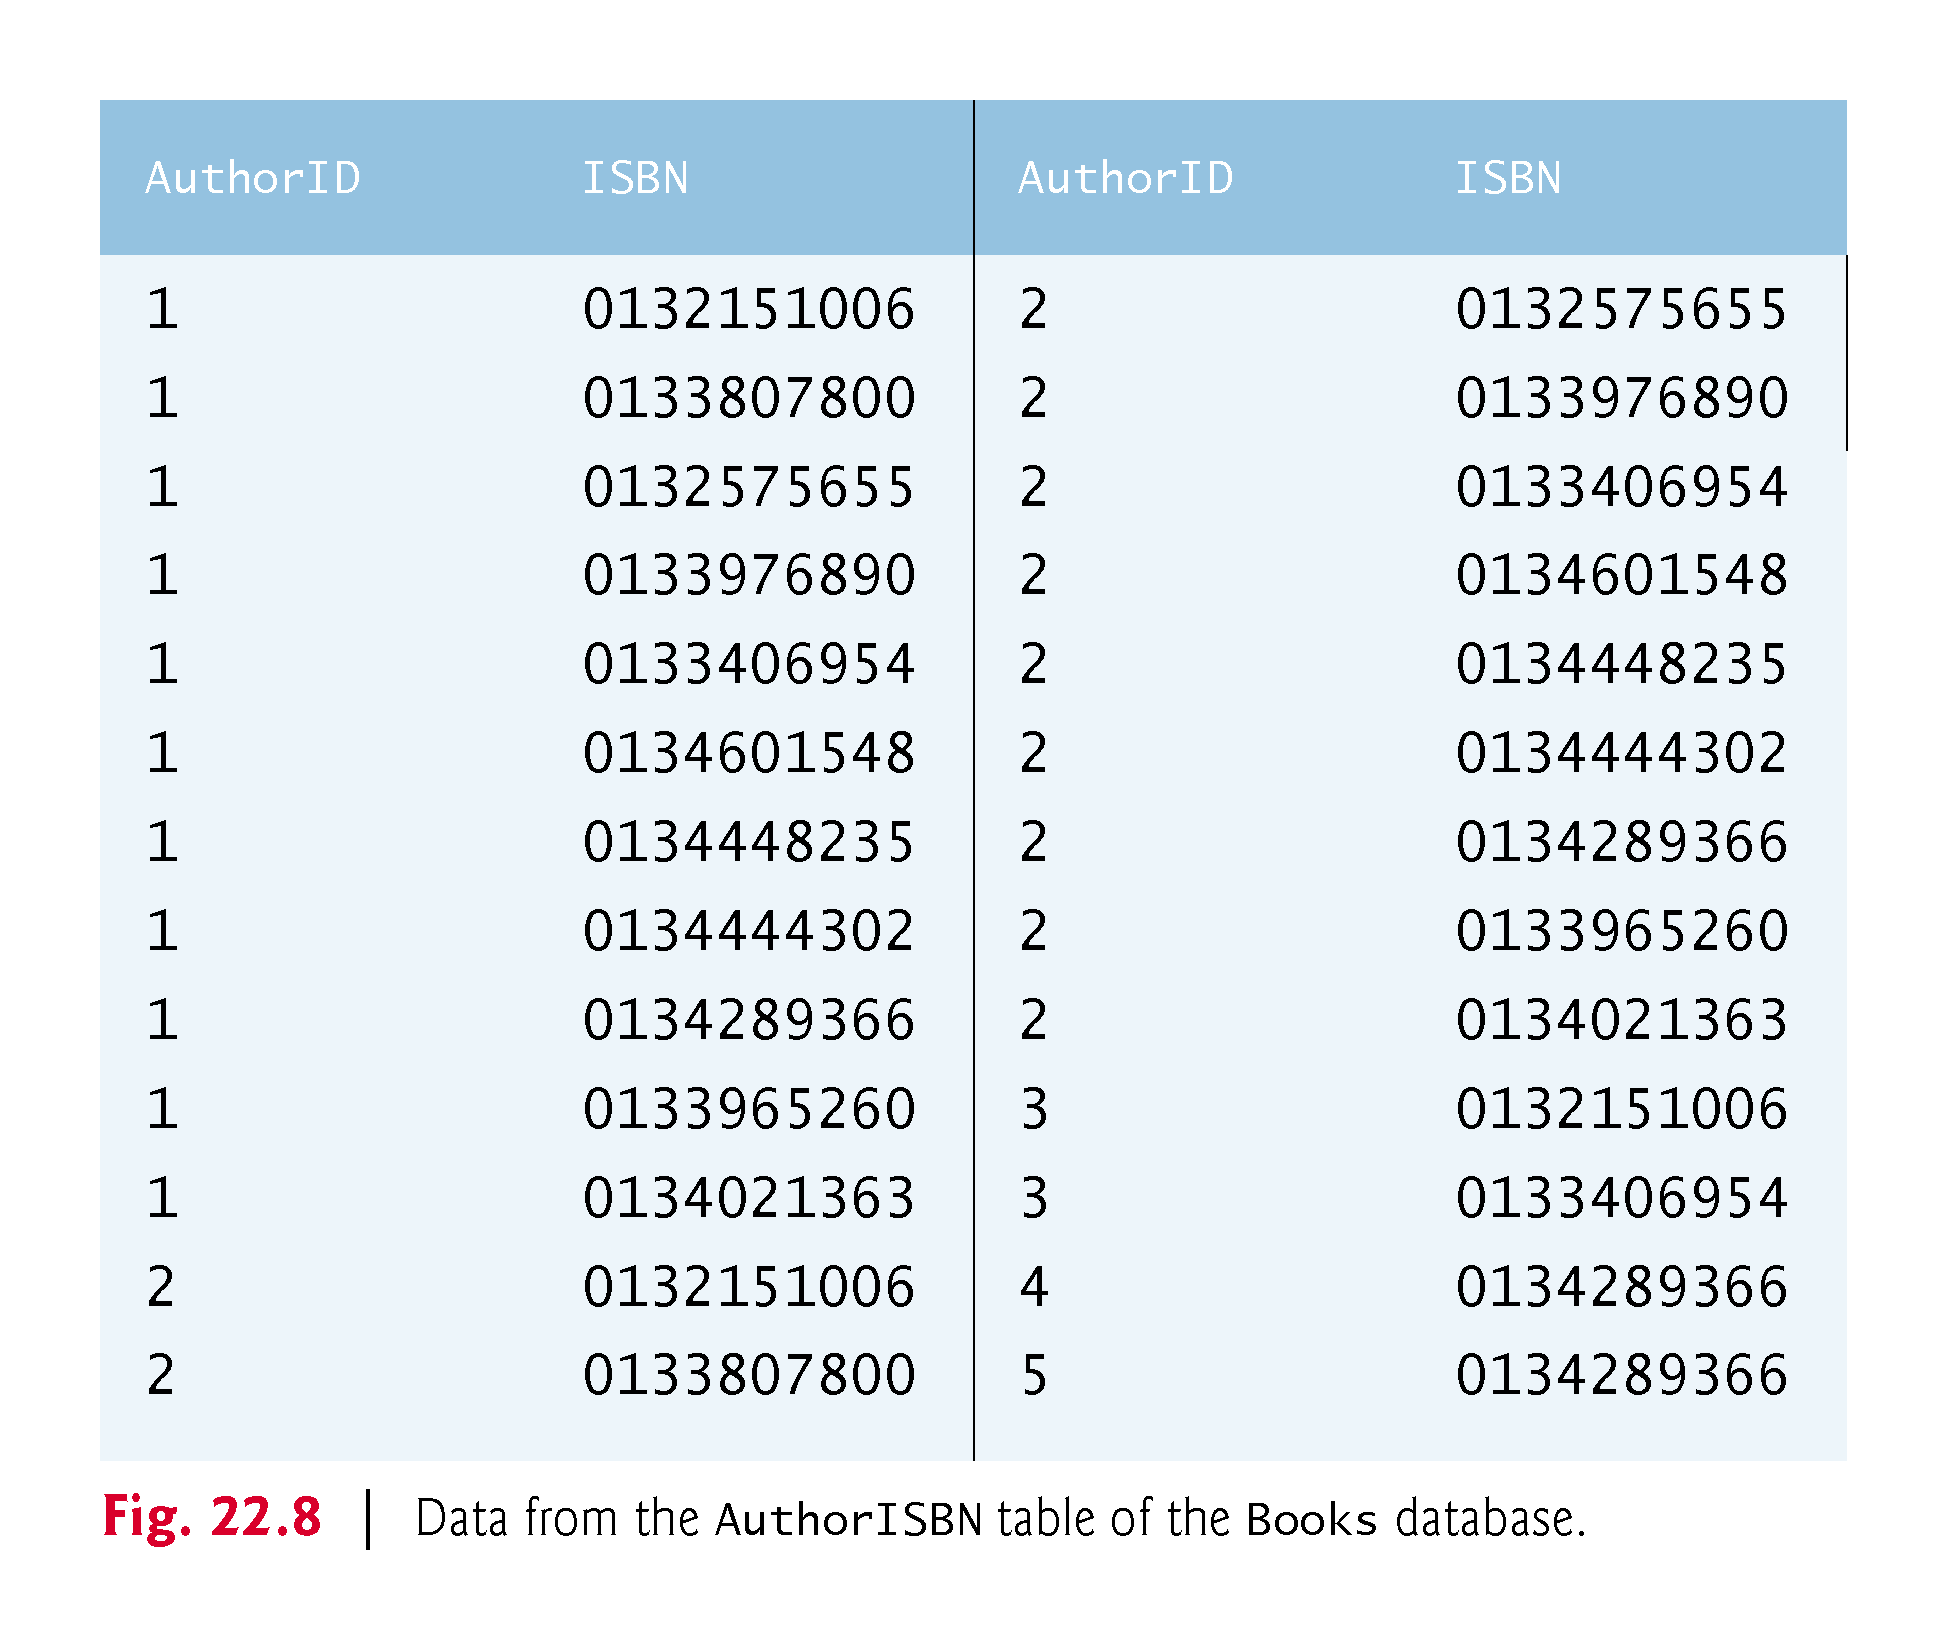 AuthorID ISBN AuthorID ISBN
1 0132151006 2 0132575655
1 0133807800 2 0133976890
1 0132575655 2 0133406954
1 0133976890 2 0134601548
1 0133406954 2 0134448235
1 0134601548 2 0134444302
1 0134448235 2 0134289366
1 0134444302 2 0133965260
1 0134289366 2 0134021363
1 0133965260 3 0132151006
1 0134021363 3 0133406954
2 0132151006 4 0134289366
2 0133807800 5 0134289366
Fig. 22.8 | Data from the AuthorISBN table of the Books database.